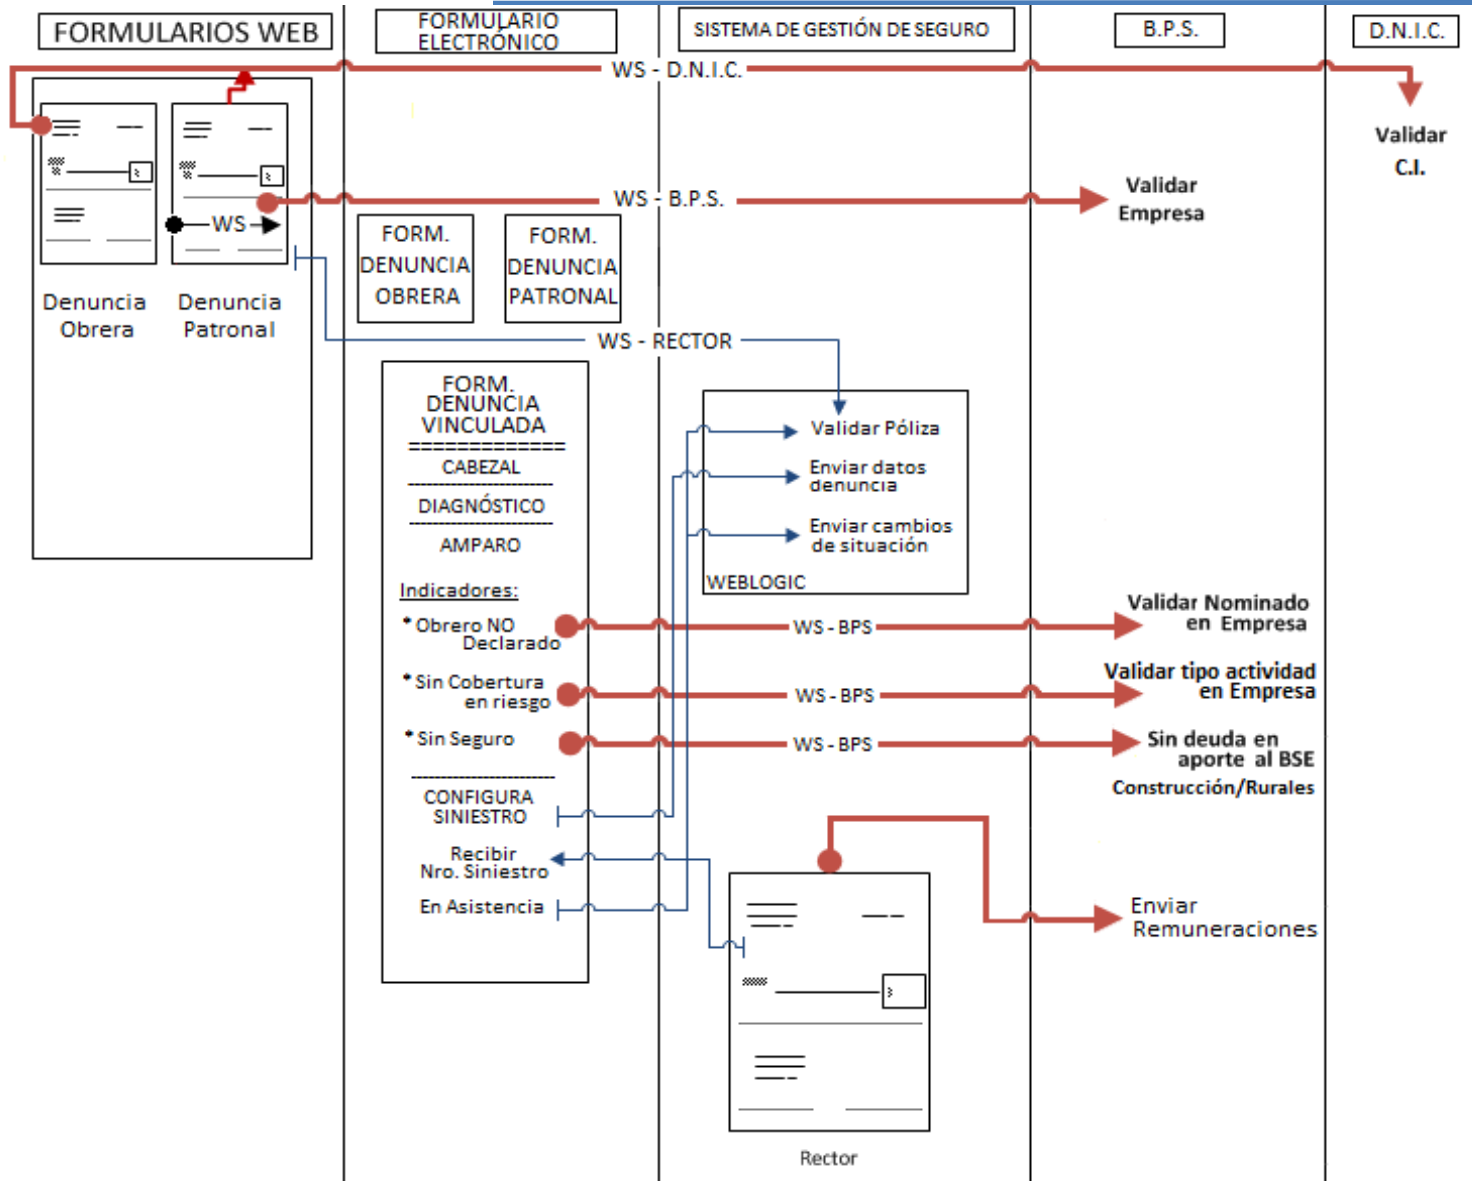 FORMULARIOS WEB
FORMULARIO
ELECTRÓNICO
SISTEMA DE GESTIÓN DE SEGURO
B.P.S.
D.N.I.C.
WS - D.N.I.C.
Validar
C.I.
WS - B.P.S.
Validar
Empresa
WS
Denuncia
Obrera
Denuncia
Patronal
FORM.
DENUNCIA
OBRERA
FORM.
DENUNCIA
PATRONAL
WS - RECTOR
FORM.
DENUNCIA
VINCULADA
=============
CABEZAL
DIAGNÓSTICO
AMPARO
Validar Póliza
Enviar datos
denuncia
Enviar cambios
de situación
WEBLOGIC
Indicadores:
* Obrero NO
Declarado
WS - BPS
Validar Nominado
en Empresa
* Sin Cobertura
en riesgo
WS - BPS
Validar tipo actividad
en Empresa
* Sin Seguro
WS - BPS
Sin deuda en
aporte al BSE
Construcción/Rurales
CONFIGURA
SINIESTRO
Recibir
Nro. Siniestro
En Asistencia
Enviar
Remuneraciones
Rector